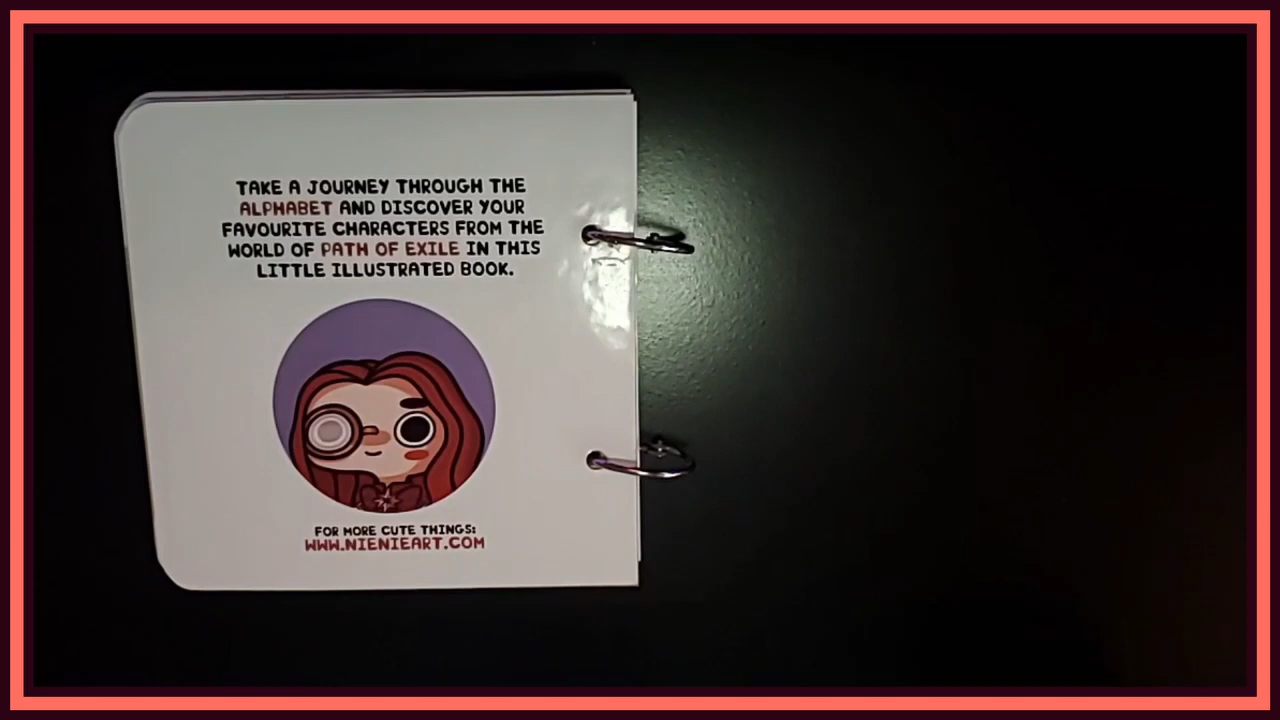 TAKE A JOURNEY THROUGH THE
ALPHABET AND DISCOVER YOUR
FAVOURITE CHARACTERS FROM THE
WORLD OF PATH OF EXILE IN THIS
LITTLE ILLUSTRATED BOOK.
FOR MORE CUTE THINGS:
WWW.NIENIEART.COM